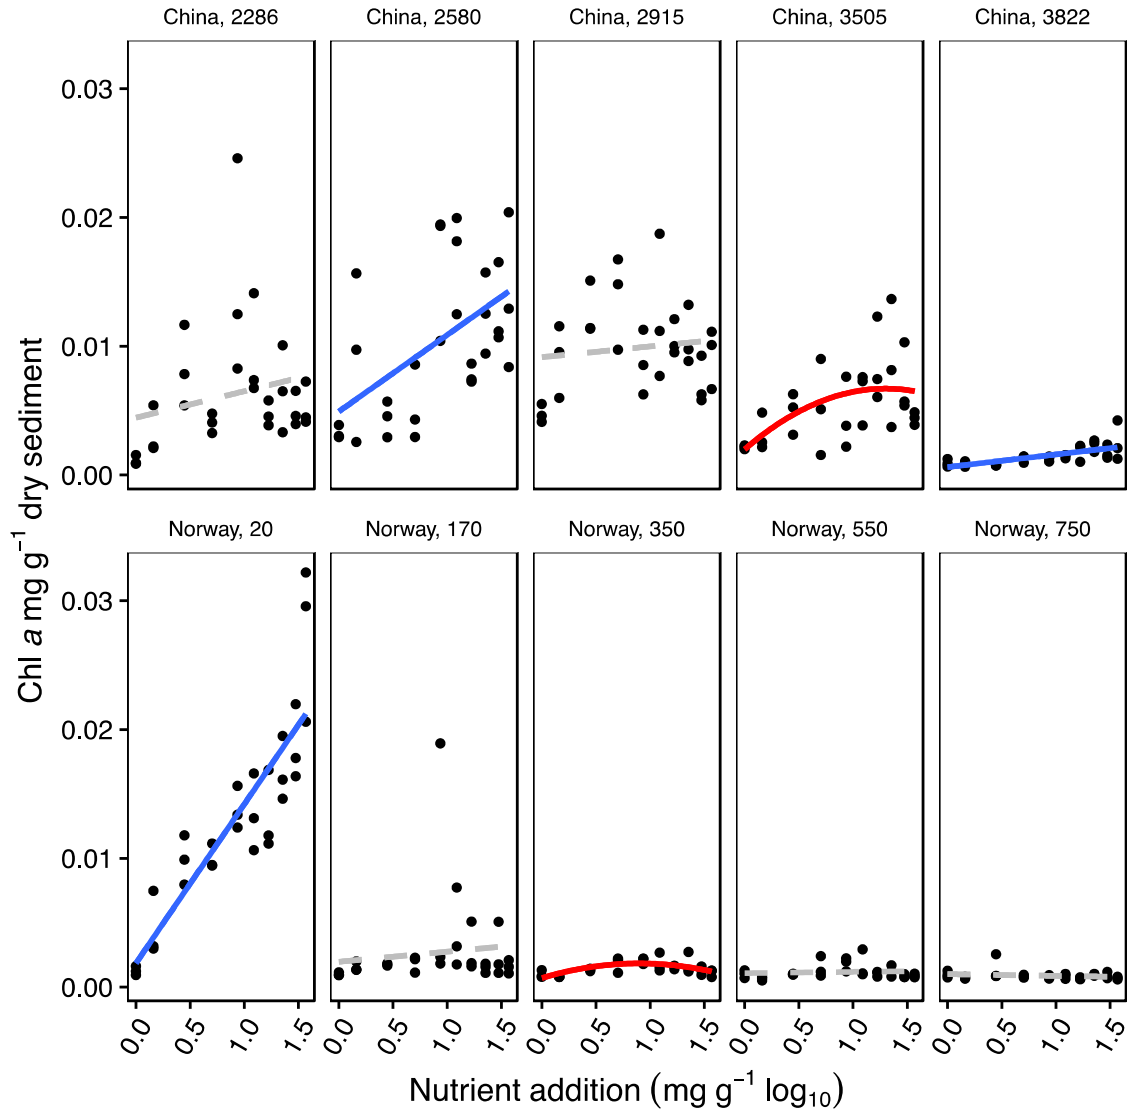 China, 2286 China, 2580 China, 2915 China, 3505 China, 3822
0.03
0.02
0.01
0.00
Chl a mg g⁻¹ dry sediment
Norway, 20 Norway, 170 Norway, 350 Norway, 550 Norway, 750
0.03
0.02
0.01
0.00
0.0 0.5 1.0 1.5 0.0 0.5 1.0 1.5 0.0 0.5 1.0 1.5 0.0 0.5 1.0 1.5 0.0 0.5 1.0 1.5
Nutrient addition (mg g⁻¹ log₁₀)